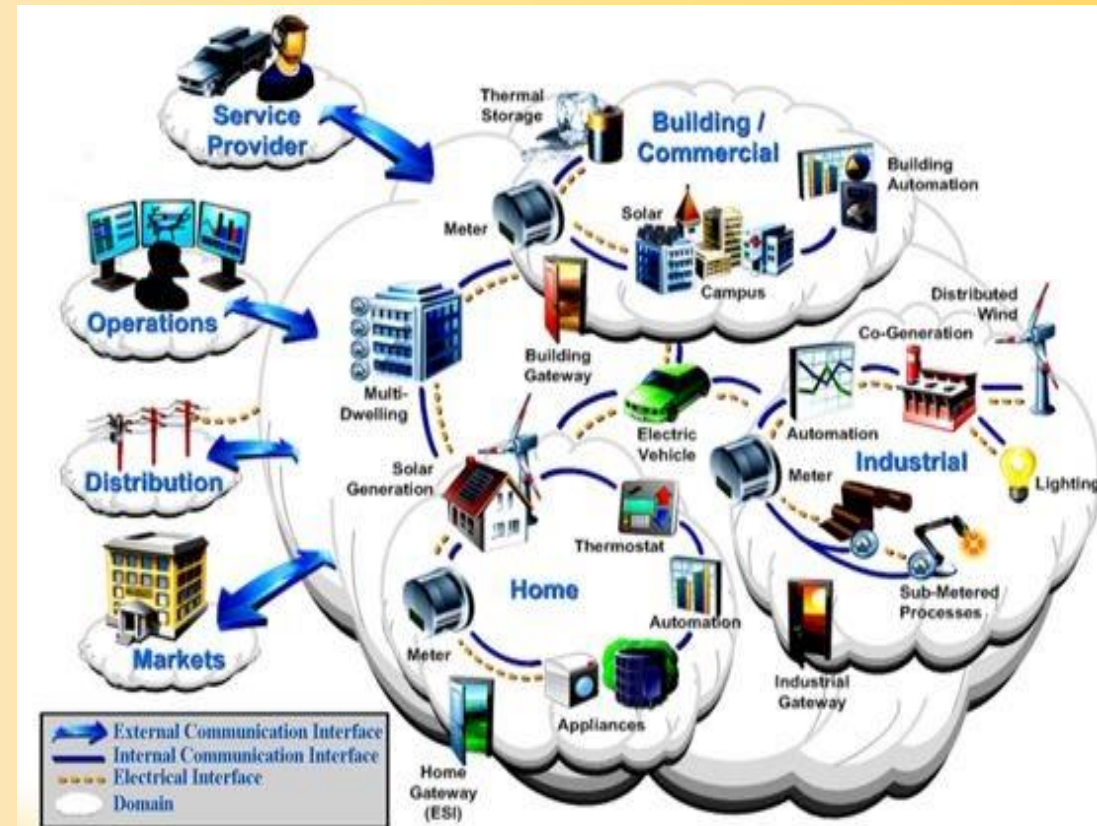 Service
Provider
Operations
Distribution
Markets
Thermal
Storage
Building /
Commercial
Building
Automation
Meter
Solar
Campus
Multi-
Dwelling
Building
Gateway
Electric
Vehicle
Distributed
Wind
Co-Generation
Automation
Industrial
Meter
Lighting
Sub-Metered
Processes
Industrial
Gateway
Solar
Generation
Thermostat
Home
Automation
Meter
Appliances
Home
Gateway
(ESI)
External Communication Interface
Internal Communication Interface
Electrical Interface
Domain